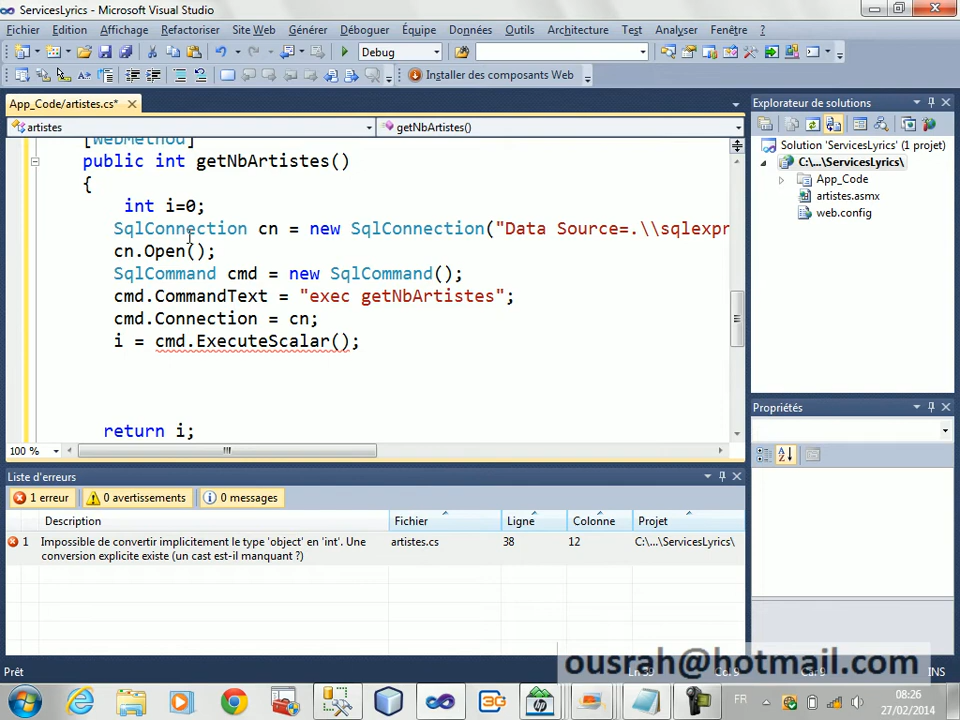 ServicesLyrics - Microsoft Visual Studio
Fichier Edition Affichage Refactoriser Site Web Générer Déboguer Équipe Données Outils Architecture Test Analyser Fenêtre ?
Debug
Installer des composants Web
App_Code/artistes.cs*
artistes getNbArtistes()
[WebMethod]
public int getNbArtistes()
{
int i=0;
SqlConnection cn = new SqlConnection("Data Source=.\\sqlexpr
cn.Open();
SqlCommand cmd = new SqlCommand();
cmd.CommandText = "exec getNbArtistes";
cmd.Connection = cn;
i = cmd.ExecuteScalar();
return i;
100 %
Explorateur de solutions
Solution 'ServicesLyrics' (1 projet)
C:\...\ServicesLyrics\
App_Code
artistes.asmx
web.config
Propriétés
Liste d'erreurs
1 erreur 0 avertissements 0 messages
Description Fichier Ligne Colonne Projet
1 Impossible de convertir implicitement le type 'object' en 'int'. Une artistes.cs 38 12 C:\...\ServicesLyrics\
conversion explicite existe (un cast est-il manquant ?)
Prêt INS
ousrah@hotmail.com
FR
08:26
27/02/2014